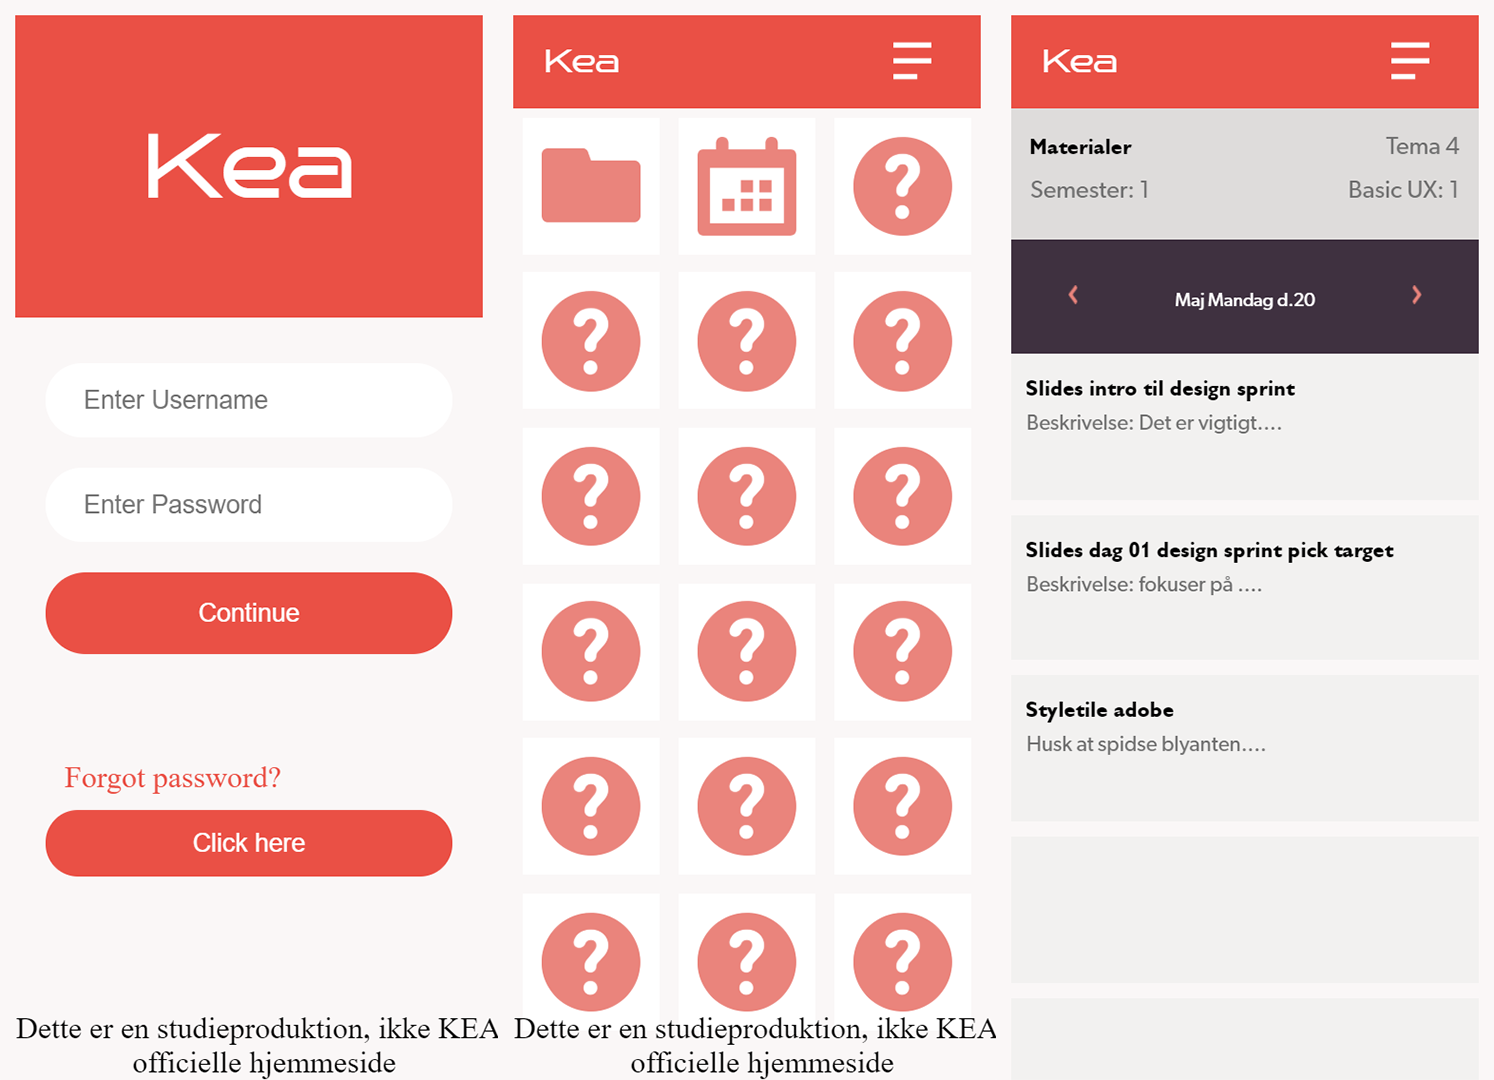 Kea
Enter Username
Enter Password
Continue
Forgot password?
Click here
Dette er en studieproduktion, ikke KEA
officielle hjemmeside
Kea
Dette er en studieproduktion, ikke KEA
officielle hjemmeside
Kea
Materialer
Tema 4
Semester: 1
Basic UX: 1
Maj Mandag d.20
Slides intro til design sprint
Beskrivelse: Det er vigtigt....
Slides dag 01 design sprint pick target
Beskrivelse: fokuser på ....
Styletile adobe
Husk at spidse blyanten....